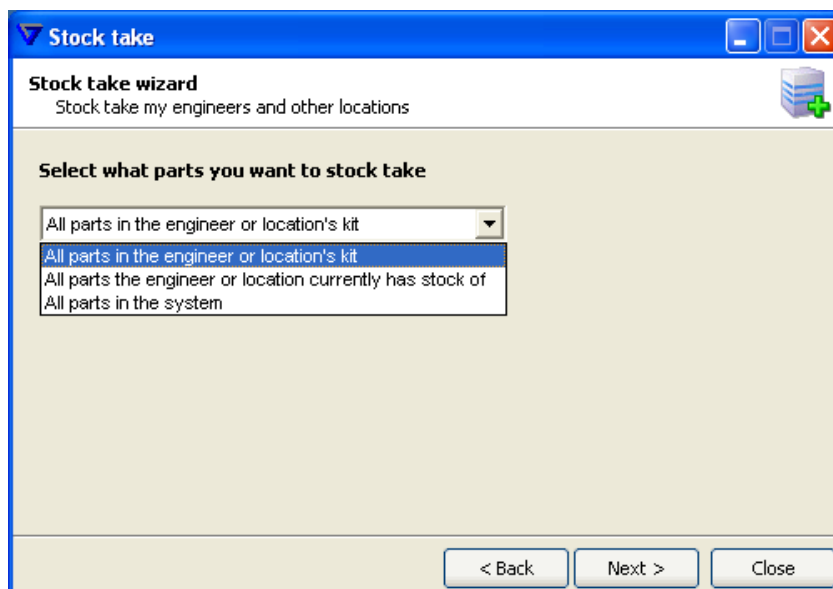 Stock take
Stock take wizard
Stock take my engineers and other locations
Select what parts you want to stock take
All parts in the engineer or location's kit
All parts in the engineer or location's kit
All parts the engineer or location currently has stock of
All parts in the system
< Back
Next >
Close